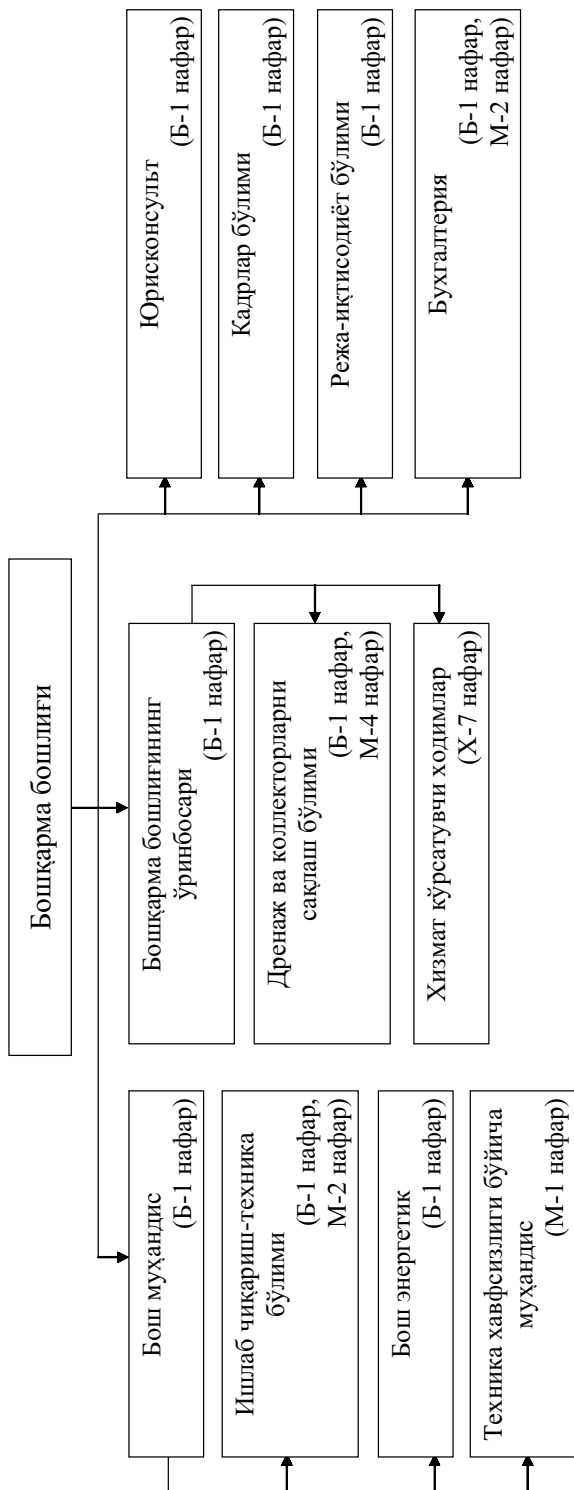 Бошқарма бошлиғи
Бош муҳандис
(Б-1 нафар)
Ишлаб чиқариш-техника
бўлими
(Б-1 нафар,
М-2 нафар)
Бош энергетик
(Б-1 нафар)
Техника хавфсизлиги бўйича
муҳандис
(М-1 нафар)
Бошқарма бошлиғининг
ўринбосари
(Б-1 нафар)
Дренаж ва коллекторларни
сақлаш бўлими
(Б-1 нафар,
М-4 нафар)
Хизмат кўрсатувчи ходимлар
(Х-7 нафар)
Юрисконсульт
(Б-1 нафар)
Кадрлар бўлими
(Б-1 нафар)
Режа-иқтисодиёт бўлими
(Б-1 нафар)
Бухгалтерия
(Б-1 нафар,
М-2 нафар)